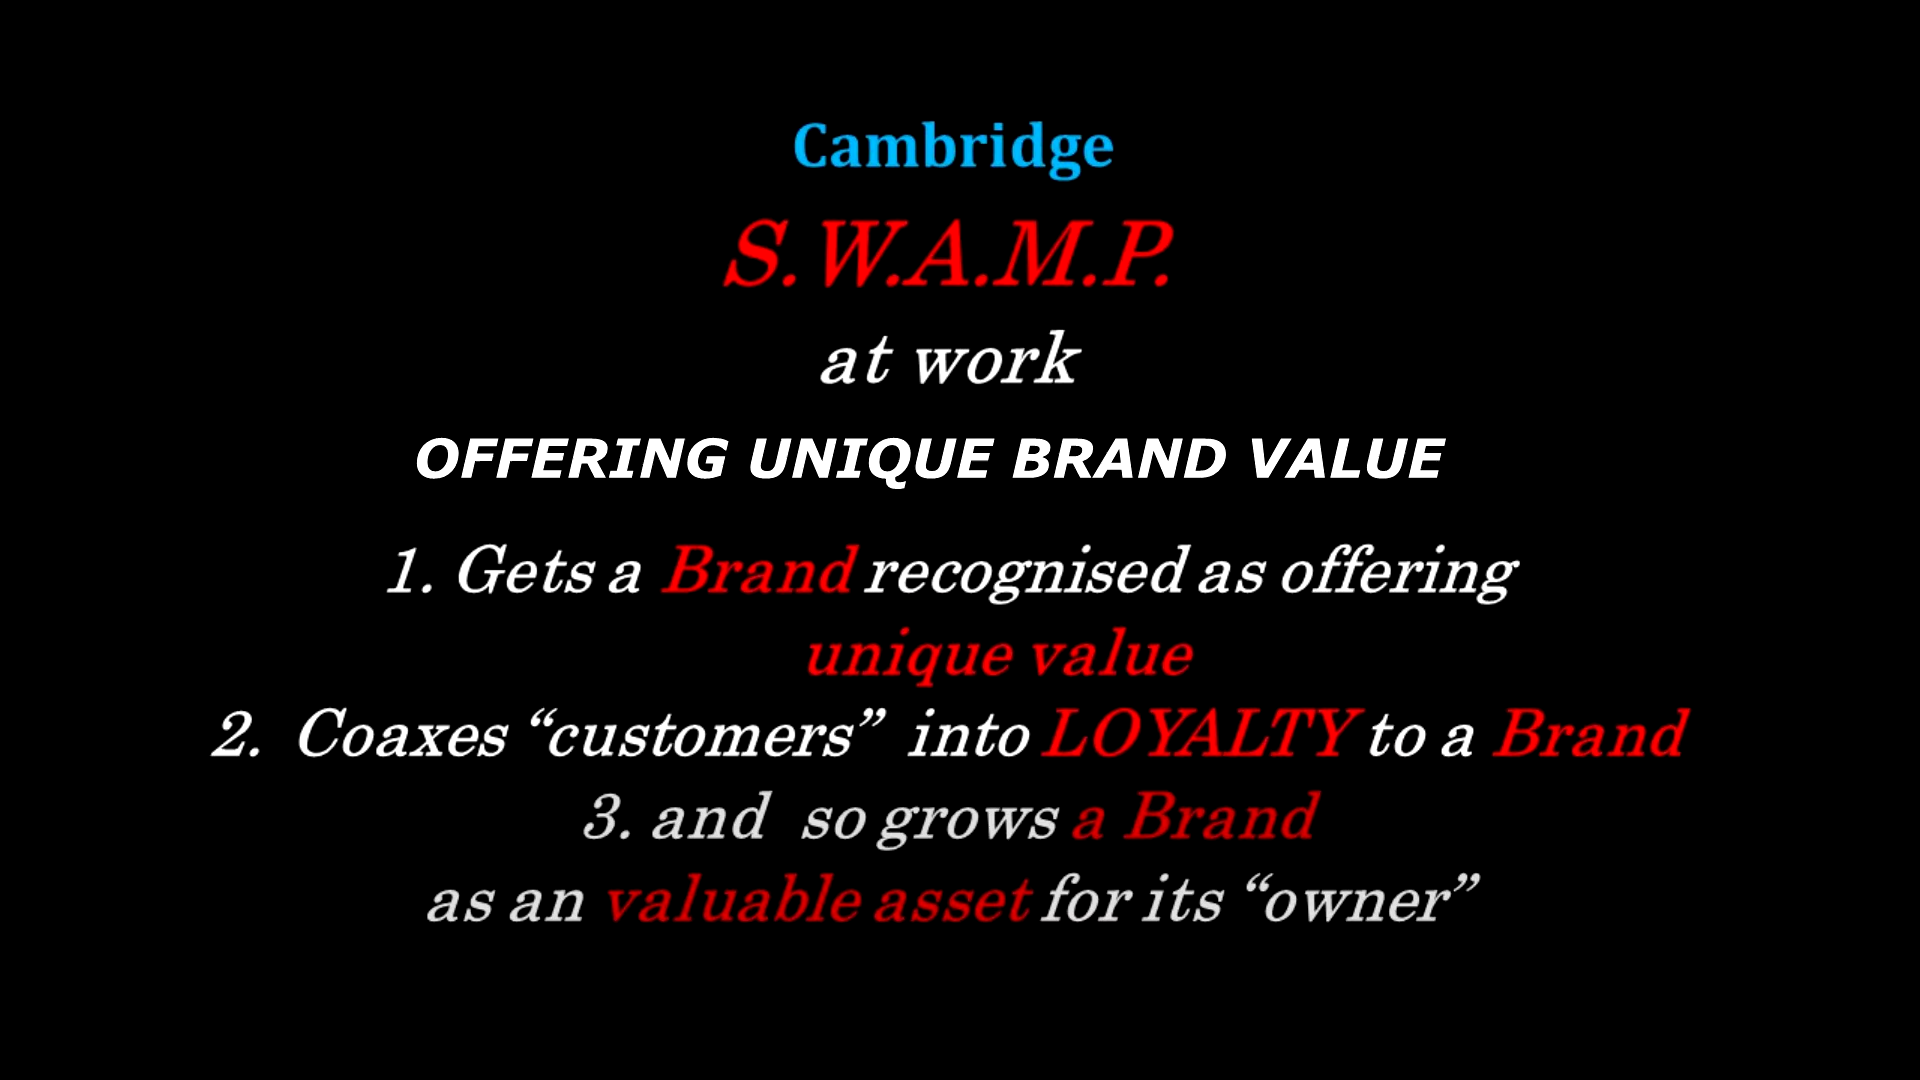 Cambridge
S.W.A.M.P.
at work
OFFERING UNIQUE BRAND VALUE
1. Gets a Brand recognised as offering
unique value
2. Coaxes “customers” into LOYALTY to a Brand
3. and so grows a Brand
as an valuable asset for its “owner”